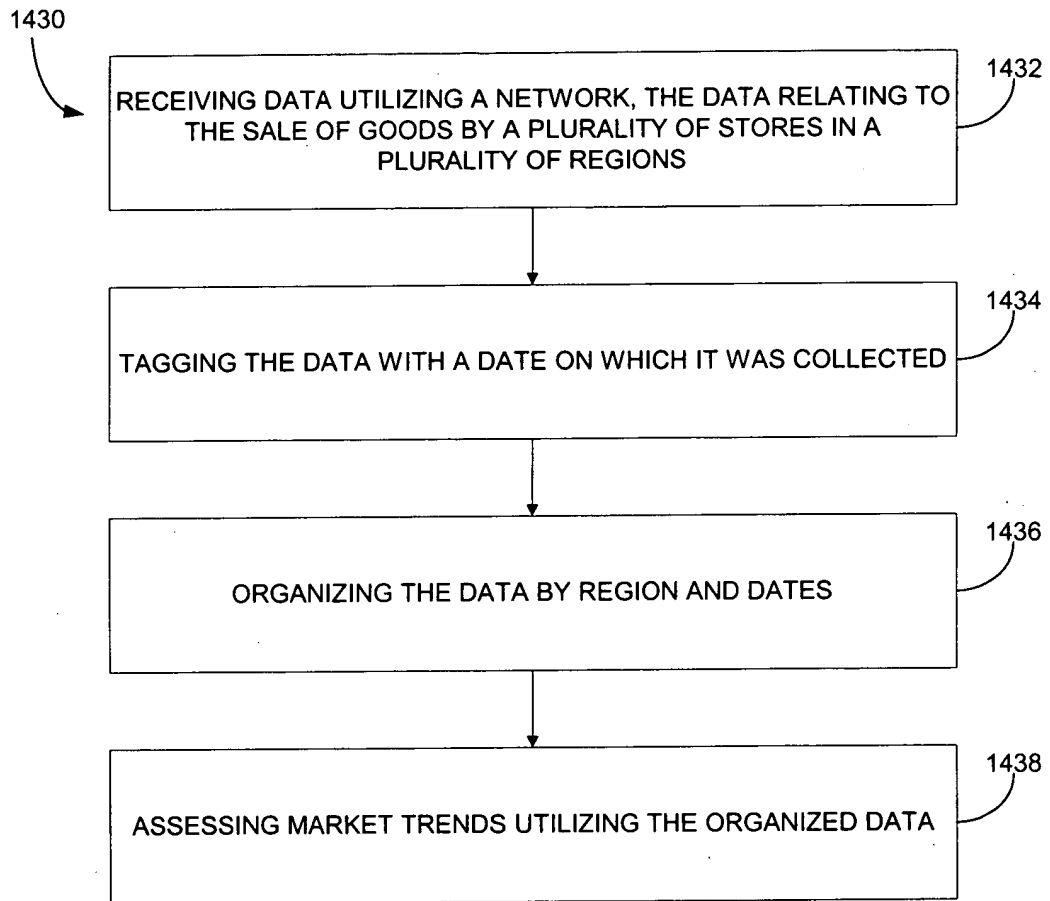 1430
1432
RECEIVING DATA UTILIZING A NETWORK, THE DATA RELATING TO
THE SALE OF GOODS BY A PLURALITY OF STORES IN A
PLURALITY OF REGIONS
1434
TAGGING THE DATA WITH A DATE ON WHICH IT WAS COLLECTED
1436
ORGANIZING THE DATA BY REGION AND DATES
1438
ASSESSING MARKET TRENDS UTILIZING THE ORGANIZED DATA